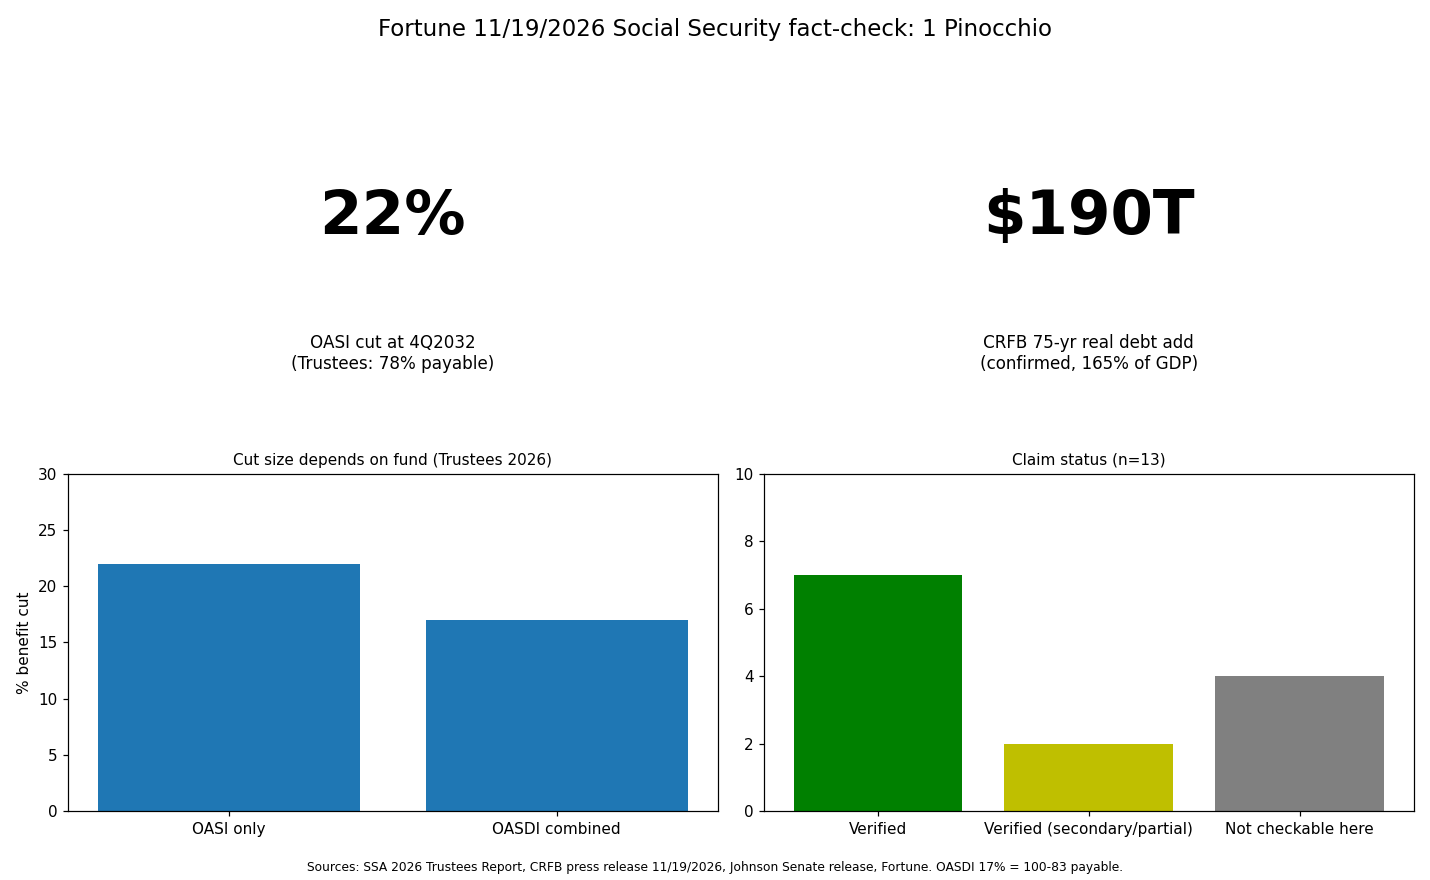 Fortune 11/19/2026 Social Security fact-check: 1 Pinocchio
22%
OASI cut at 4Q2032
(Trustees: 78% payable)
$190T
CRFB 75-yr real debt add
(confirmed, 165% of GDP)
Cut size depends on fund (Trustees 2026)
% benefit cut
30
25
20
15
10
5
0
OASI only
OASDI combined
Claim status (n=13)
10
8
6
4
2
0
Verified
Verified (secondary/partial)
Not checkable here
Sources: SSA 2026 Trustees Report, CRFB press release 11/19/2026, Johnson Senate release, Fortune. OASDI 17% = 100-83 payable.